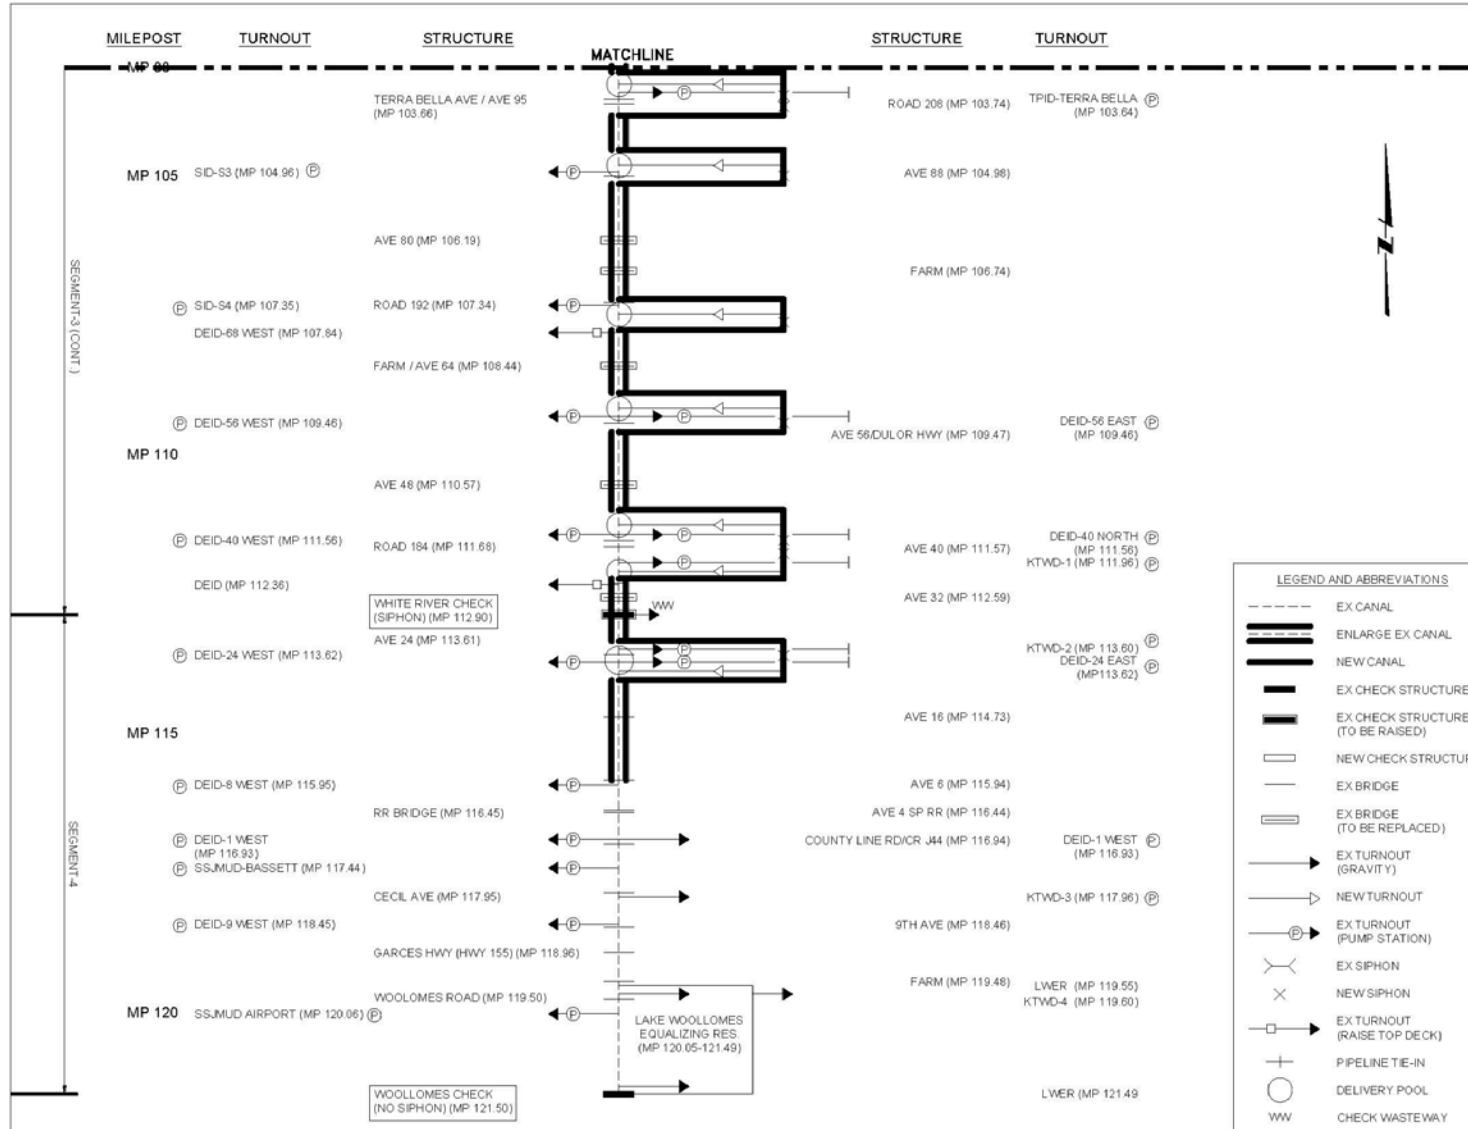 MILEPOST TURNOUT STRUCTURE STRUCTURE TURNOUT
MATCHLINE
MP 88
TERRA BELLA AVE / AVE 95
(MP 103.66)
ROAD 208 (MP 103.74)
TPID-TERRA BELLA P
(MP 103.64)
P
MP 105
SID-S3 (MP 104.96) P
P
AVE 88 (MP 104.98)
AVE 80 (MP 106.19)
FARM (MP 106.74)
N
SEGMENT-3 (CONT.)
P SID-S4 (MP 107.35)
ROAD 192 (MP 107.34)
P
DEID-68 WEST (MP 107.84)
FARM / AVE 64 (MP 108.44)
P DEID-56 WEST (MP 109.46)
P P
AVE 56/DULOR HWY (MP 109.47)
DEID-56 EAST P
(MP 109.46)
MP 110
AVE 48 (MP 110.57)
P DEID-40 WEST (MP 111.56)
ROAD 184 (MP 111.68)
P P
P
AVE 40 (MP 111.57)
DEID-40 NORTH P
(MP 111.56)
KTWD-1 (MP 111.96) P
DEID (MP 112.36)
WHITE RIVER CHECK
(SIPHON) (MP 112.90)
WW
AVE 32 (MP 112.59)
AVE 24 (MP 113.61)
P DEID-24 WEST (MP 113.62)
P
P P
KTWD-2 (MP 113.60) P
DEID-24 EAST P
(MP113.62)
AVE 16 (MP 114.73)
MP 115
P DEID-8 WEST (MP 115.95)
P
AVE 6 (MP 115.94)
RR BRIDGE (MP 116.45)
AVE 4 SP RR (MP 116.44)
SEGMENT-4
P DEID-1 WEST
(MP 116.93)
P
COUNTY LINE RD/CR J44 (MP 116.94)
DEID-1 WEST P
(MP 116.93)
P SSJMUD-BASSETT (MP 117.44)
P
CECIL AVE (MP 117.95)
KTWD-3 (MP 117.96) P
P DEID-9 WEST (MP 118.45)
P
9TH AVE (MP 118.46)
GARCES HWY (HWY 155) (MP 118.96)
FARM (MP 119.48)
LWER (MP 119.55)
KTWD-4 (MP 119.60)
WOOLOMES ROAD (MP 119.50)
MP 120
SSJMUD AIRPORT (MP 120.06) P
P
LAKE WOOLLOMES
EQUALIZING RES.
(MP 120.05-121.49)
WOOLLOMES CHECK
(NO SIPHON) (MP 121.50)
LWER (MP 121.49
LEGEND AND ABBREVIATIONS
EX CANAL
ENLARGE EX CANAL
NEW CANAL
EX CHECK STRUCTURE
EX CHECK STRUCTURE
(TO BE RAISED)
NEW CHECK STRUCTUR
EX BRIDGE
EX BRIDGE
(TO BE REPLACED)
EX TURNOUT
(GRAVITY)
NEW TURNOUT
P EX TURNOUT
(PUMP STATION)
EX SIPHON
NEW SIPHON
EX TURNOUT
(RAISE TOP DECK)
PIPELINE TIE-IN
DELIVERY POOL
WW CHECK WASTEWAY